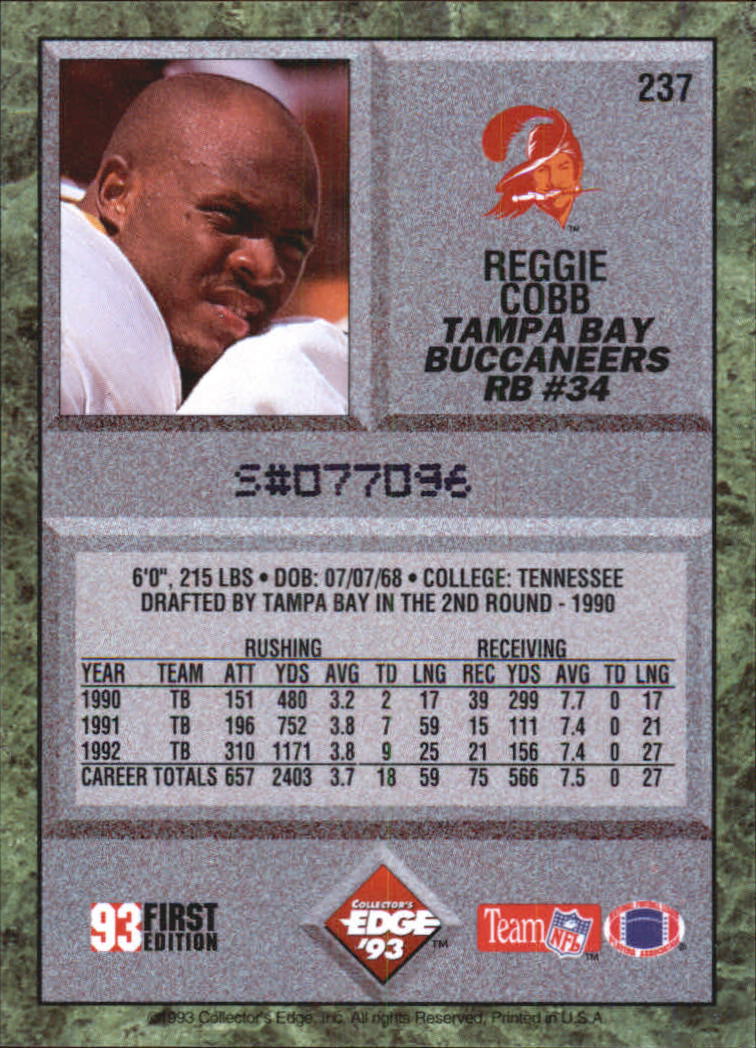 237
™
REGGIE
COBB
TAMPA BAY
BUCCANEERS
RB #34
S#077096
6'0", 215 LBS • DOB: 07/07/68 • COLLEGE: TENNESSEE
DRAFTED BY TAMPA BAY IN THE 2ND ROUND - 1990
RUSHING RECEIVING
YEAR TEAM ATT YDS AVG TD LNG REC YDS AVG TD LNG
1990 TB 151 480 3.2 2 17 39 299 7.7 0 17
1991 TB 196 752 3.8 7 59 15 111 7.4 0 21
1992 TB 310 1171 3.8 9 25 21 156 7.4 0 27
CAREER TOTALS 657 2403 3.7 18 59 75 566 7.5 0 27
93 FIRST
EDITION
COLLECTOR'S
EDGE
'93 ™
Team NFL ™
®
©1993 Collector's Edge, Inc. All rights Reserved, Printed in U.S.A.